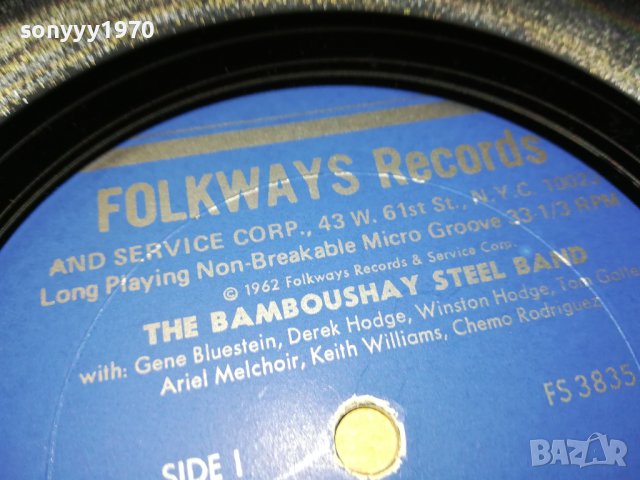 sonyyy1970
FOLKWAYS Records
AND SERVICE CORP., 43 W. 61st St., N.Y.C.
Long Playing Non-Breakable Micro Groove 33-1/3 RPM
© 1962 Folkways Records & Service Corp.
THE BAMBOUSHAY STEEL BAND
with: Gene Bluestein, Derek Hodge, Winston Hodge, Tom
Ariel Melchoir, Keith Williams, Chemo Rodriguez
FS 3835
SIDE I
BAZAR.bg